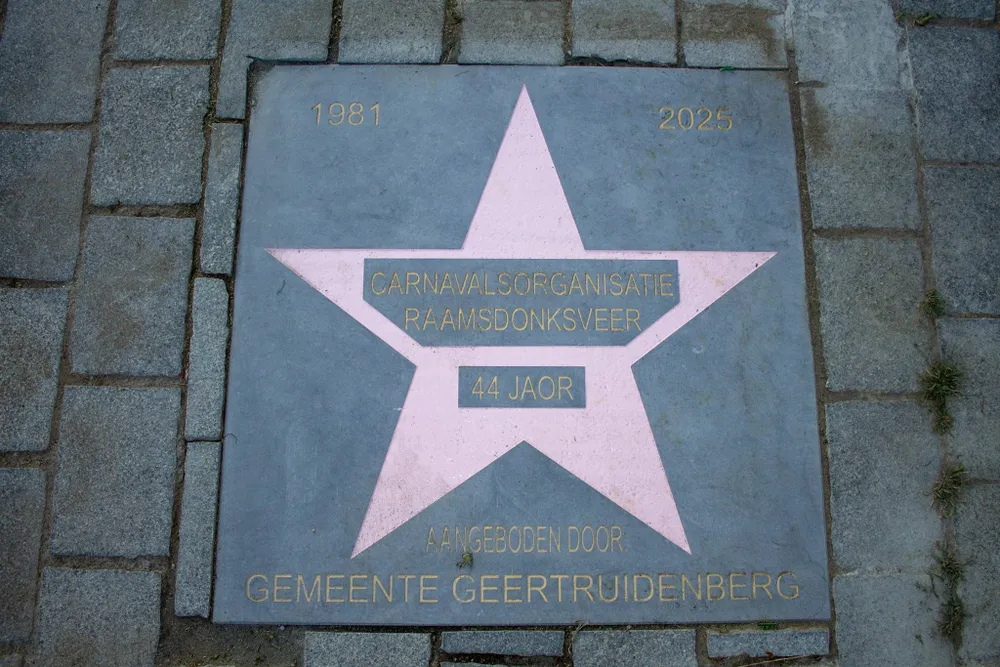 1981 2025
CARNAVALSORGANISATIE
RAAMSDONKSVEER
44 JAOR
AANGEBODEN DOOR
GEMEENTE GEERTRUIDENBERG